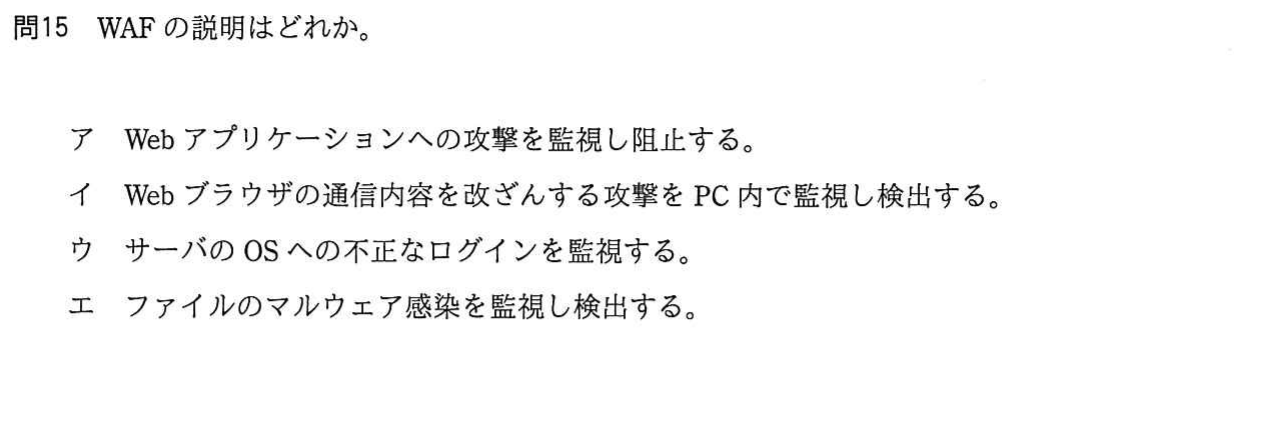 問15 WAF の説明はどれか。
ア Web アプリケーションへの攻撃を監視し阻止する。
イ Web ブラウザの通信内容を改ざんする攻撃を PC 内で監視し検出する。
ウ サーバの OS への不正なログインを監視する。
エ ファイルのマルウェア感染を監視し検出する。